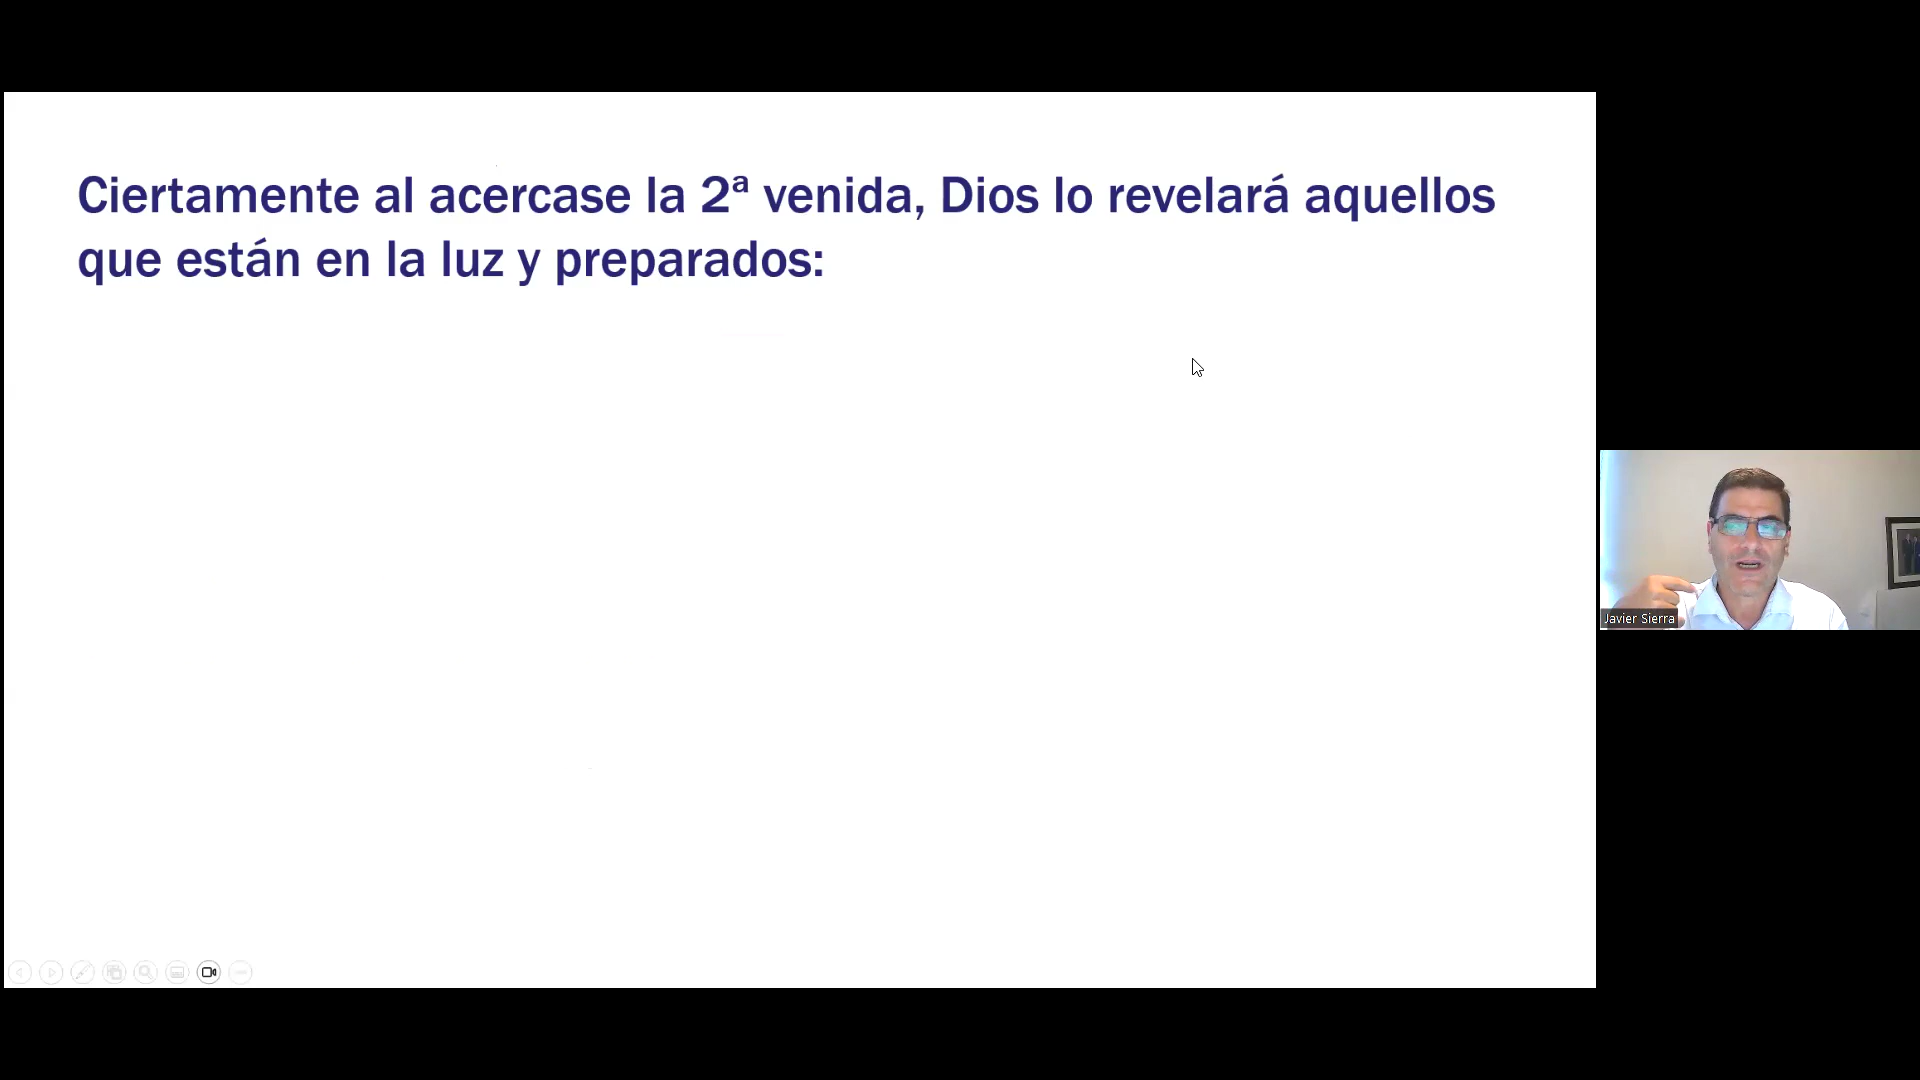 Ciertamente al acercase la 2ª venida, Dios lo revelará aquellos
que están en la luz y preparados:
Javier Sierra